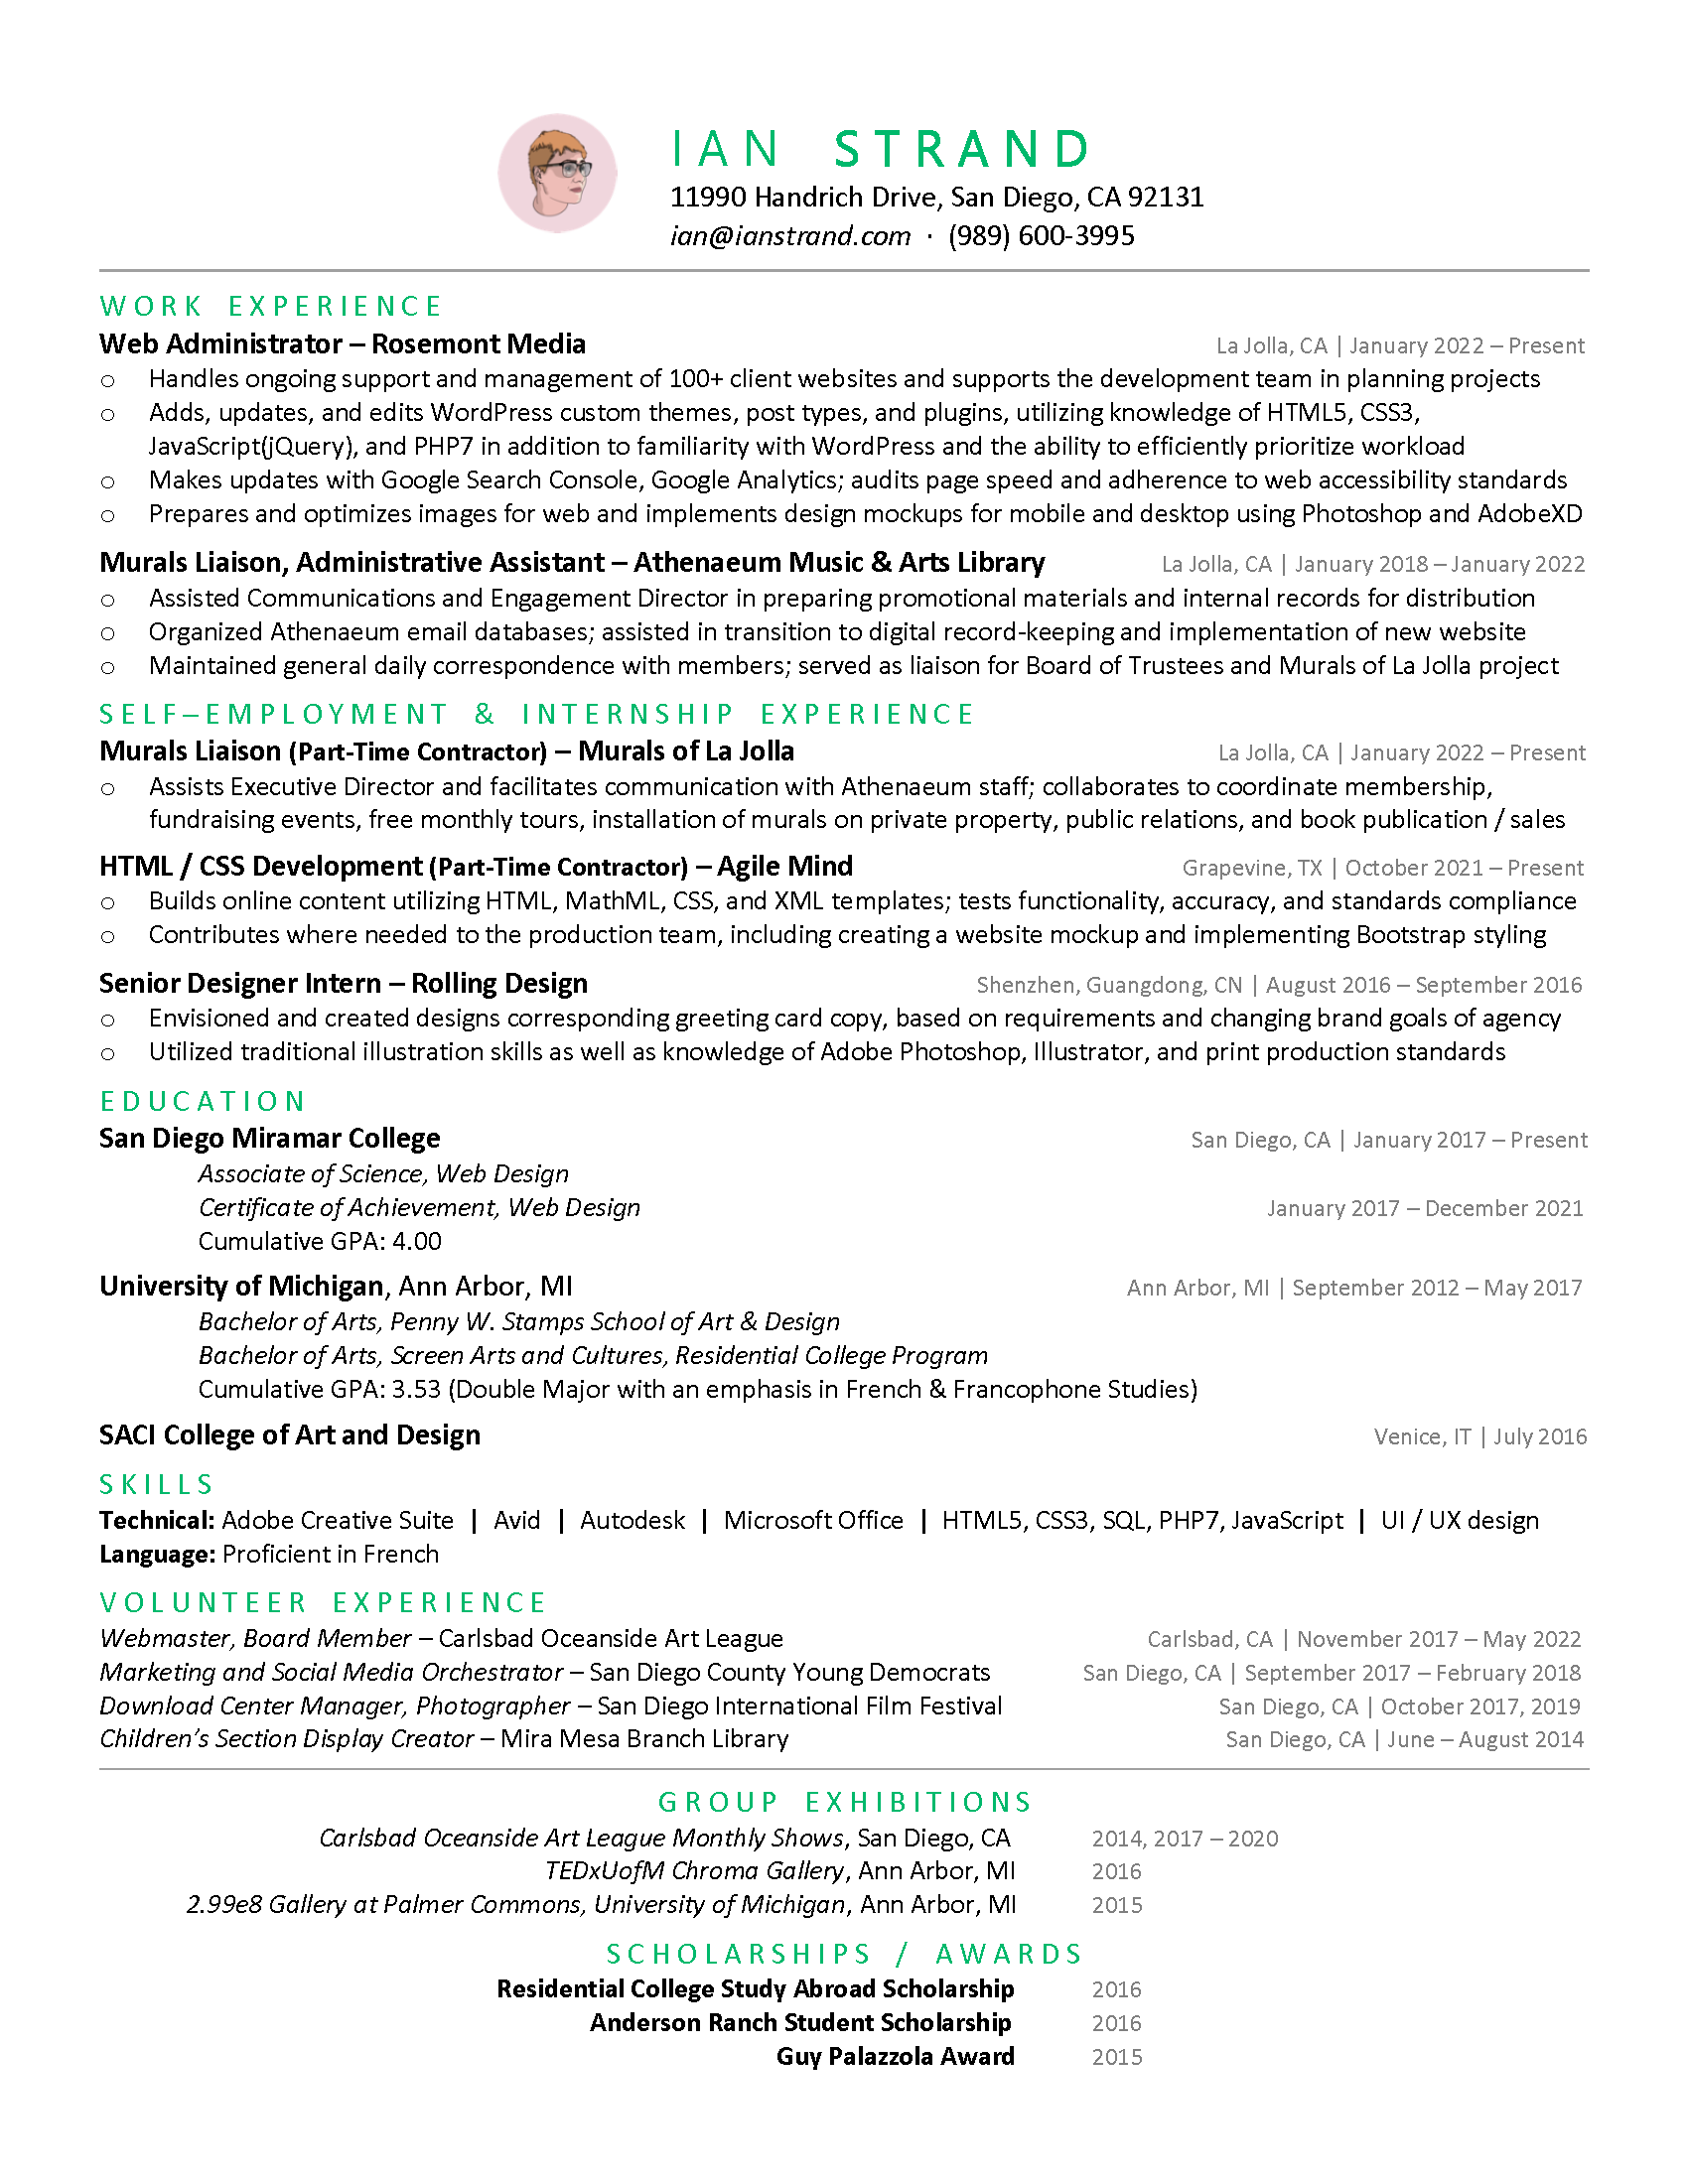 IAN STRAND
11990 Handrich Drive, San Diego, CA 92131
ian@ianstrand.com · (989) 600-3995
WORK EXPERIENCE
Web Administrator – Rosemont Media La Jolla, CA | January 2022 – Present
o Handles ongoing support and management of 100+ client websites and supports the development team in planning projects
o Adds, updates, and edits WordPress custom themes, post types, and plugins, utilizing knowledge of HTML5, CSS3,
JavaScript(jQuery), and PHP7 in addition to familiarity with WordPress and the ability to efficiently prioritize workload
o Makes updates with Google Search Console, Google Analytics; audits page speed and adherence to web accessibility standards
o Prepares and optimizes images for web and implements design mockups for mobile and desktop using Photoshop and AdobeXD
Murals Liaison, Administrative Assistant – Athenaeum Music & Arts Library La Jolla, CA | January 2018 – January 2022
o Assisted Communications and Engagement Director in preparing promotional materials and internal records for distribution
o Organized Athenaeum email databases; assisted in transition to digital record-keeping and implementation of new website
o Maintained general daily correspondence with members; served as liaison for Board of Trustees and Murals of La Jolla project
SELF–EMPLOYMENT & INTERNSHIP EXPERIENCE
Murals Liaison (Part-Time Contractor) – Murals of La Jolla La Jolla, CA | January 2022 – Present
o Assists Executive Director and facilitates communication with Athenaeum staff; collaborates to coordinate membership,
fundraising events, free monthly tours, installation of murals on private property, public relations, and book publication / sales
HTML / CSS Development (Part-Time Contractor) – Agile Mind Grapevine, TX | October 2021 – Present
o Builds online content utilizing HTML, MathML, CSS, and XML templates; tests functionality, accuracy, and standards compliance
o Contributes where needed to the production team, including creating a website mockup and implementing Bootstrap styling
Senior Designer Intern – Rolling Design Shenzhen, Guangdong, CN | August 2016 – September 2016
o Envisioned and created designs corresponding greeting card copy, based on requirements and changing brand goals of agency
o Utilized traditional illustration skills as well as knowledge of Adobe Photoshop, Illustrator, and print production standards
EDUCATION
San Diego Miramar College San Diego, CA | January 2017 – Present
Associate of Science, Web Design
Certificate of Achievement, Web Design January 2017 – December 2021
Cumulative GPA: 4.00
University of Michigan, Ann Arbor, MI Ann Arbor, MI | September 2012 – May 2017
Bachelor of Arts, Penny W. Stamps School of Art & Design
Bachelor of Arts, Screen Arts and Cultures, Residential College Program
Cumulative GPA: 3.53 (Double Major with an emphasis in French & Francophone Studies)
SACI College of Art and Design Venice, IT | July 2016
SKILLS
Technical: Adobe Creative Suite | Avid | Autodesk | Microsoft Office | HTML5, CSS3, SQL, PHP7, JavaScript | UI / UX design
Language: Proficient in French
VOLUNTEER EXPERIENCE
Webmaster, Board Member – Carlsbad Oceanside Art League Carlsbad, CA | November 2017 – May 2022
Marketing and Social Media Orchestrator – San Diego County Young Democrats San Diego, CA | September 2017 – February 2018
Download Center Manager, Photographer – San Diego International Film Festival San Diego, CA | October 2017, 2019
Children’s Section Display Creator – Mira Mesa Branch Library San Diego, CA | June – August 2014
GROUP EXHIBITIONS
Carlsbad Oceanside Art League Monthly Shows, San Diego, CA 2014, 2017 – 2020
TEDxUofM Chroma Gallery, Ann Arbor, MI 2016
2.99e8 Gallery at Palmer Commons, University of Michigan, Ann Arbor, MI 2015
SCHOLARSHIPS / AWARDS
Residential College Study Abroad Scholarship 2016
Anderson Ranch Student Scholarship 2016
Guy Palazzola Award 2015